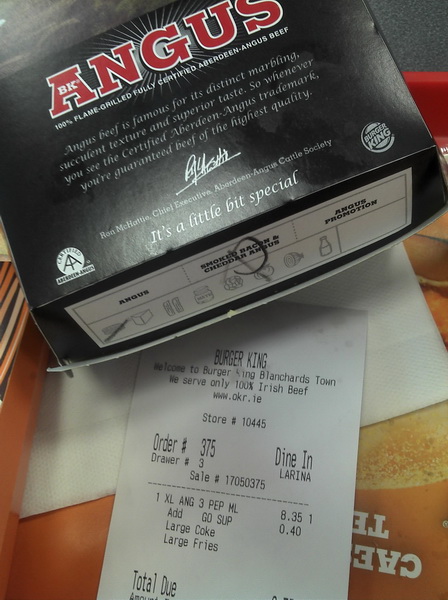 BK ANGUS
100% FLAME-GRILLED FULLY CERTIFIED ABERDEEN-ANGUS BEEF
Angus beef is famous for its distinct marbling,
succulent texture and superior taste. So whenever
you see the Certified Aberdeen-Angus trademark,
you're guaranteed beef of the highest quality.
BURGER KING
Ron McHattie, Chief Executive, Aberdeen-Angus Cattle Society
It's a little bit special
CERTIFIED
ABERDEEN-ANGUS
ANGUS
SMOKED BACON &
CHEDDAR ANGUS
ANGUS
PROMOTION
BURGER KING
Welcome to Burger King Blanchards Town
We serve only 100% Irish Beef
www.okr.ie
Store # 10445
Order # 375 Dine In
Drawer # 3 LARINA
Sale # 17050375
1 XL ANG 3 PEP ML 8.35 1
Add GO SUP 0.40
Large Coke
Large Fries
Total Due
CAES
TE